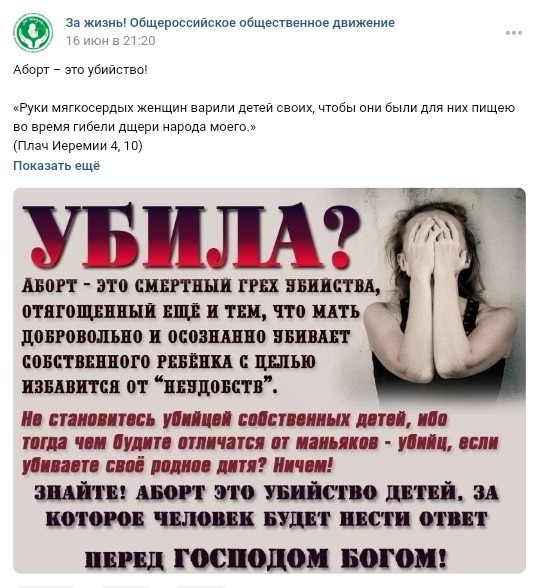 За жизнь! Общероссийское общественное движение
16 июн в 21:20
Аборт – это убийство!
«Руки мягкосердых женщин варили детей своих, чтобы они были для них пищею
во время гибели дщери народа моего.»
(Плач Иеремии 4, 10)
Показать ещё
УБИЛА?
Аборт - это смертный грех убийства,
отягощенный ещё и тем, что мать
добровольно и осознанно убивает
собственного ребёнка с целью
избавится от "неудобств".
Не становитесь убийцей собственных детей, ибо
тогда чем будите отличатся от маньяков - убийц, если
убиваете своё родное дитя? Ничем!
ЗНАЙТЕ! АБОРТ ЭТО УБИЙСТВО ДЕТЕЙ, ЗА
КОТОРОЕ ЧЕЛОВЕК БУДЕТ НЕСТИ ОТВЕТ
ПЕРЕД ГОСПОДОМ БОГОМ!